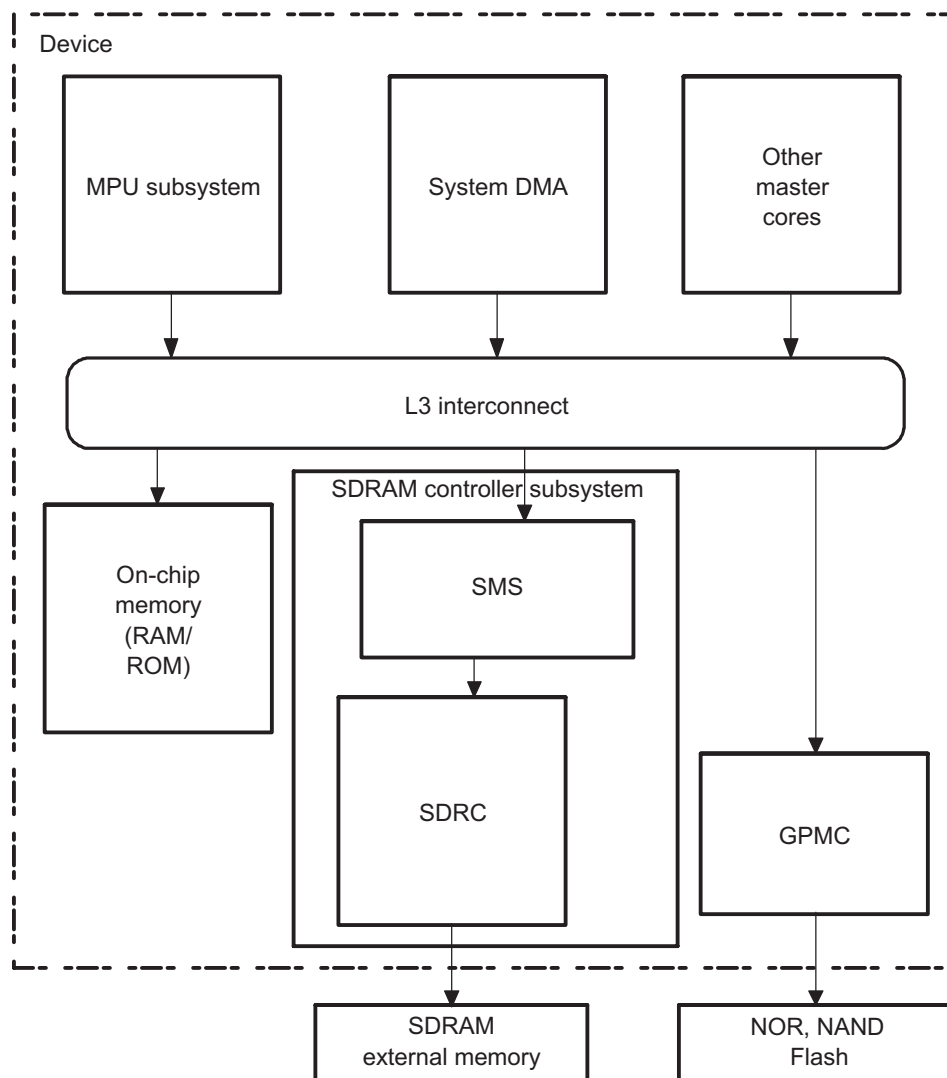 Device
MPU subsystem
System DMA
Other
master
cores
L3 interconnect
SDRAM controller subsystem
On-chip
memory
(RAM/
ROM)
SMS
SDRC
GPMC
SDRAM
external memory
NOR, NAND
Flash